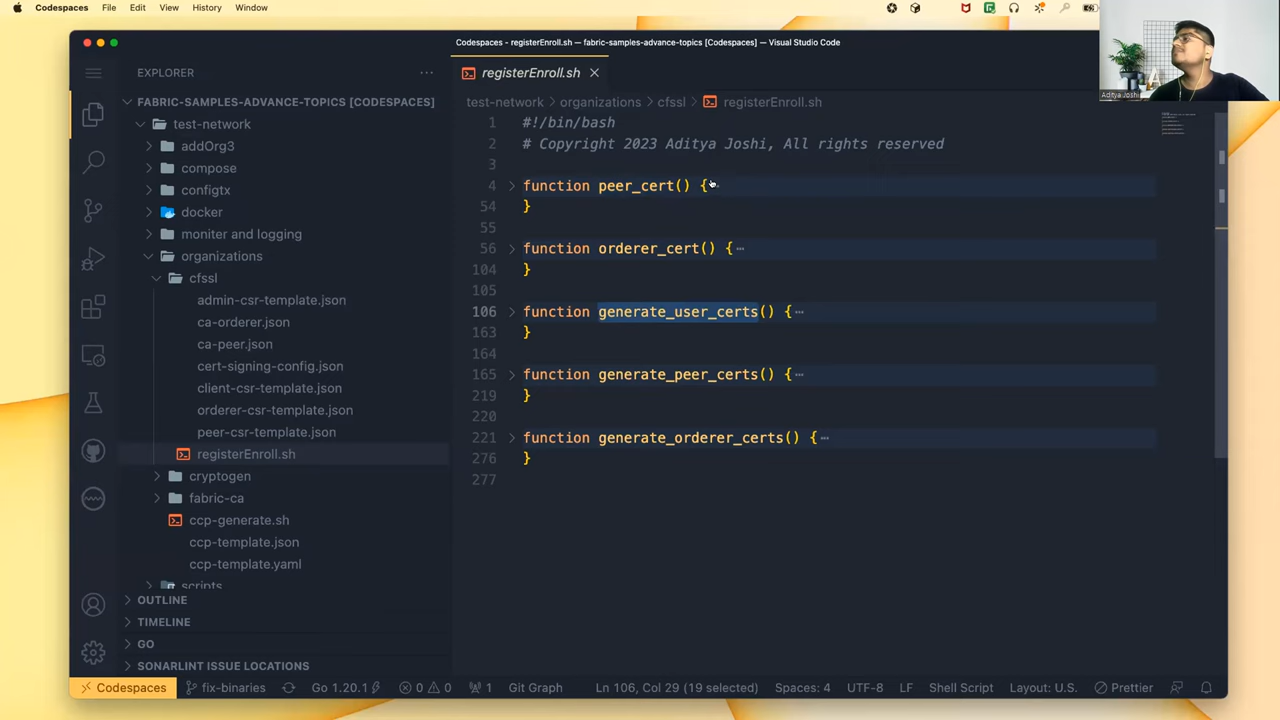 Codespaces File Edit View History Window
Codespaces - registerEnroll.sh — fabric-samples-advance-topics [Codespaces] — Visual Studio Code
Aditya Joshi
EXPLORER
registerEnroll.sh
FABRIC-SAMPLES-ADVANCE-TOPICS [CODESPACES]
test-network
addOrg3
compose
configtx
docker
moniter and logging
organizations
cfssl
admin-csr-template.json
ca-orderer.json
ca-peer.json
cert-signing-config.json
client-csr-template.json
orderer-csr-template.json
peer-csr-template.json
registerEnroll.sh
cryptogen
fabric-ca
ccp-generate.sh
ccp-template.json
ccp-template.yaml
scripts
OUTLINE
TIMELINE
GO
SONARLINT ISSUE LOCATIONS
test-network > organizations > cfssl > registerEnroll.sh
1 #!/bin/bash
2 # Copyright 2023 Aditya Joshi, All rights reserved
3
4 function peer_cert() {
54 }
55
56 function orderer_cert() {
104 }
105
106 function generate_user_certs() {
163 }
164
165 function generate_peer_certs() {
219 }
220
221 function generate_orderer_certs() {
276 }
277
Codespaces fix-binaries Go 1.20.1 0 0 1 Git Graph Ln 106, Col 29 (19 selected) Spaces: 4 UTF-8 LF Shell Script Layout: U.S. Prettier